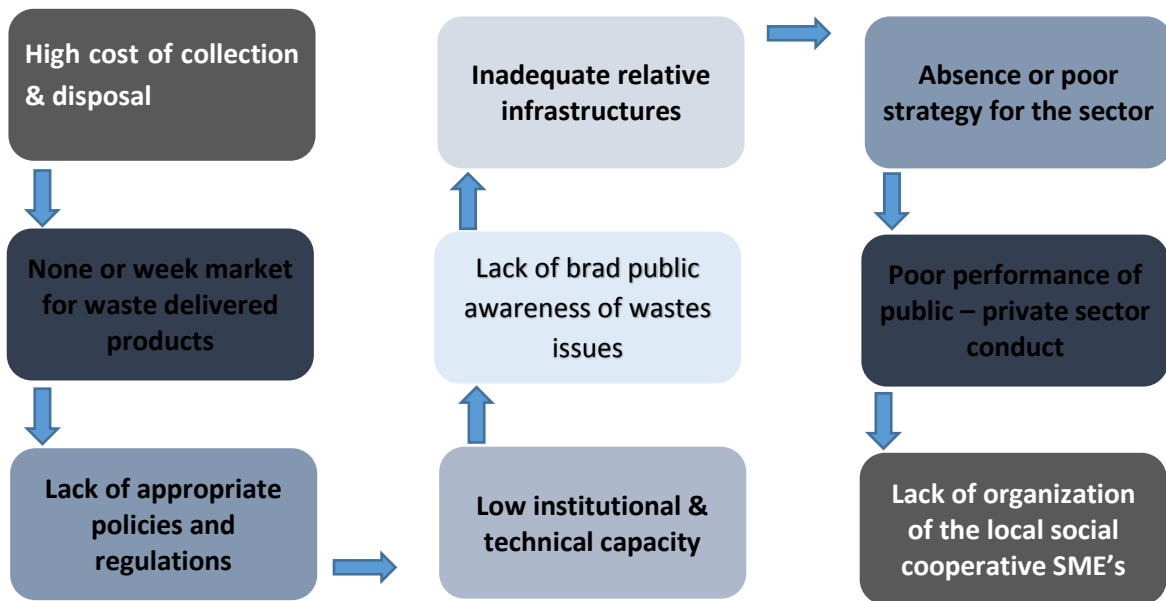 High cost of collection
& disposal
None or week market
for waste delivered
products
Lack of appropriate
policies and
regulations
Low institutional &
technical capacity
Lack of brad public
awareness of wastes
issues
Inadequate relative
infrastructures
Absence or poor
strategy for the sector
Poor performance of
public – private sector
conduct
Lack of organization
of the local social
cooperative SME’s